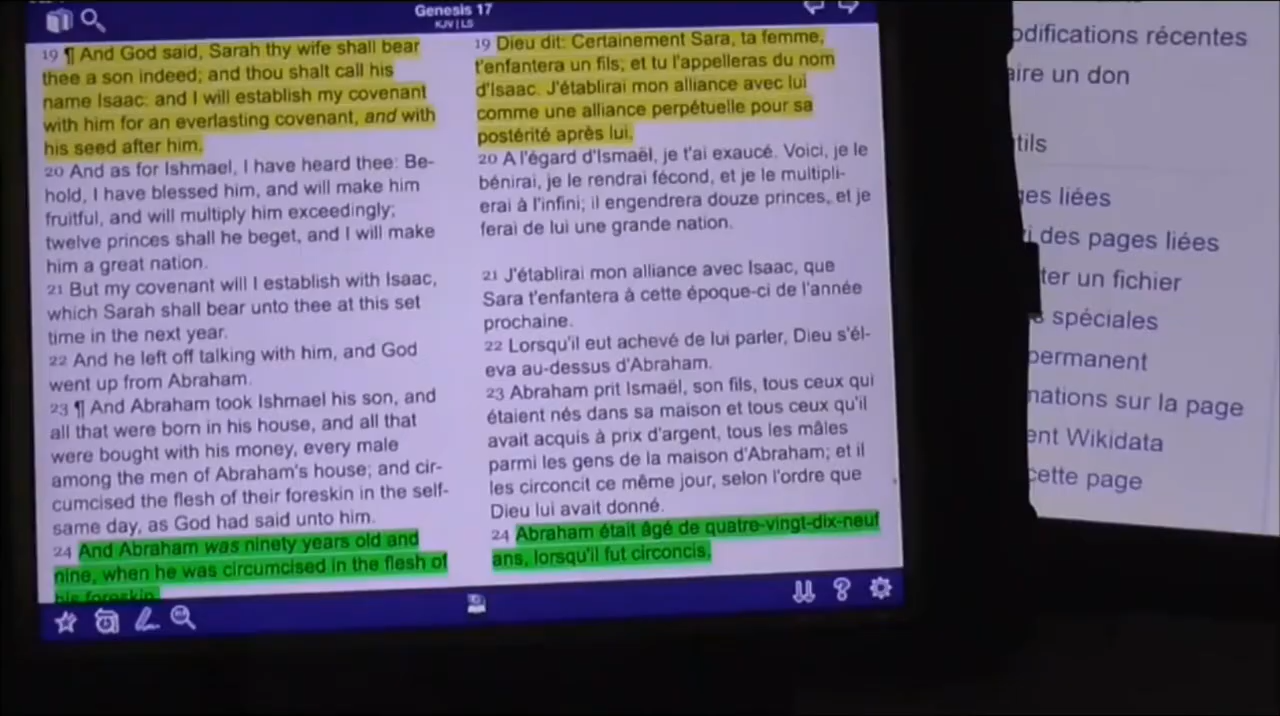 Genesis 17
KJV|LS
19 ¶ And God said, Sarah thy wife shall bear
thee a son indeed; and thou shalt call his
name Isaac: and I will establish my covenant
with him for an everlasting covenant, and with
his seed after him.
20 And as for Ishmael, I have heard thee: Be-
hold, I have blessed him, and will make him
fruitful, and will multiply him exceedingly;
twelve princes shall he beget, and I will make
him a great nation.
21 But my covenant will I establish with Isaac,
which Sarah shall bear unto thee at this set
time in the next year.
22 And he left off talking with him, and God
went up from Abraham.
23 ¶ And Abraham took Ishmael his son, and
all that were born in his house, and all that
were bought with his money, every male
among the men of Abraham's house; and cir-
cumcised the flesh of their foreskin in the self-
same day, as God had said unto him.
24 And Abraham was ninety years old and
nine, when he was circumcised in the flesh of
his foreskin.
19 Dieu dit: Certainement Sara, ta femme,
t'enfantera un fils; et tu l'appelleras du nom
d'Isaac. J'établirai mon alliance avec lui
comme une alliance perpétuelle pour sa
postérité après lui.
20 A l'égard d'Ismaël, je t'ai exaucé. Voici, je le
bénirai, je le rendrai fécond, et je le multipli-
erai à l'infini; il engendrera douze princes, et je
ferai de lui une grande nation.
21 J'établirai mon alliance avec Isaac, que
Sara t'enfantera à cette époque-ci de l'année
prochaine.
22 Lorsqu'il eut achevé de lui parler, Dieu s'él-
eva au-dessus d'Abraham.
23 Abraham prit Ismaël, son fils, tous ceux qui
étaient nés dans sa maison et tous ceux qu'il
avait acquis à prix d'argent, tous les mâles
parmi les gens de la maison d'Abraham; et il
les circoncit ce même jour, selon l'ordre que
Dieu lui avait donné.
24 Abraham était âgé de quatre-vingt-dix-neuf
ans, lorsqu'il fut circoncis.
odifications récentes
aire un don
tils
ges liées
i des pages liées
ter un fichier
s spéciales
permanent
mations sur la page
ent Wikidata
cette page